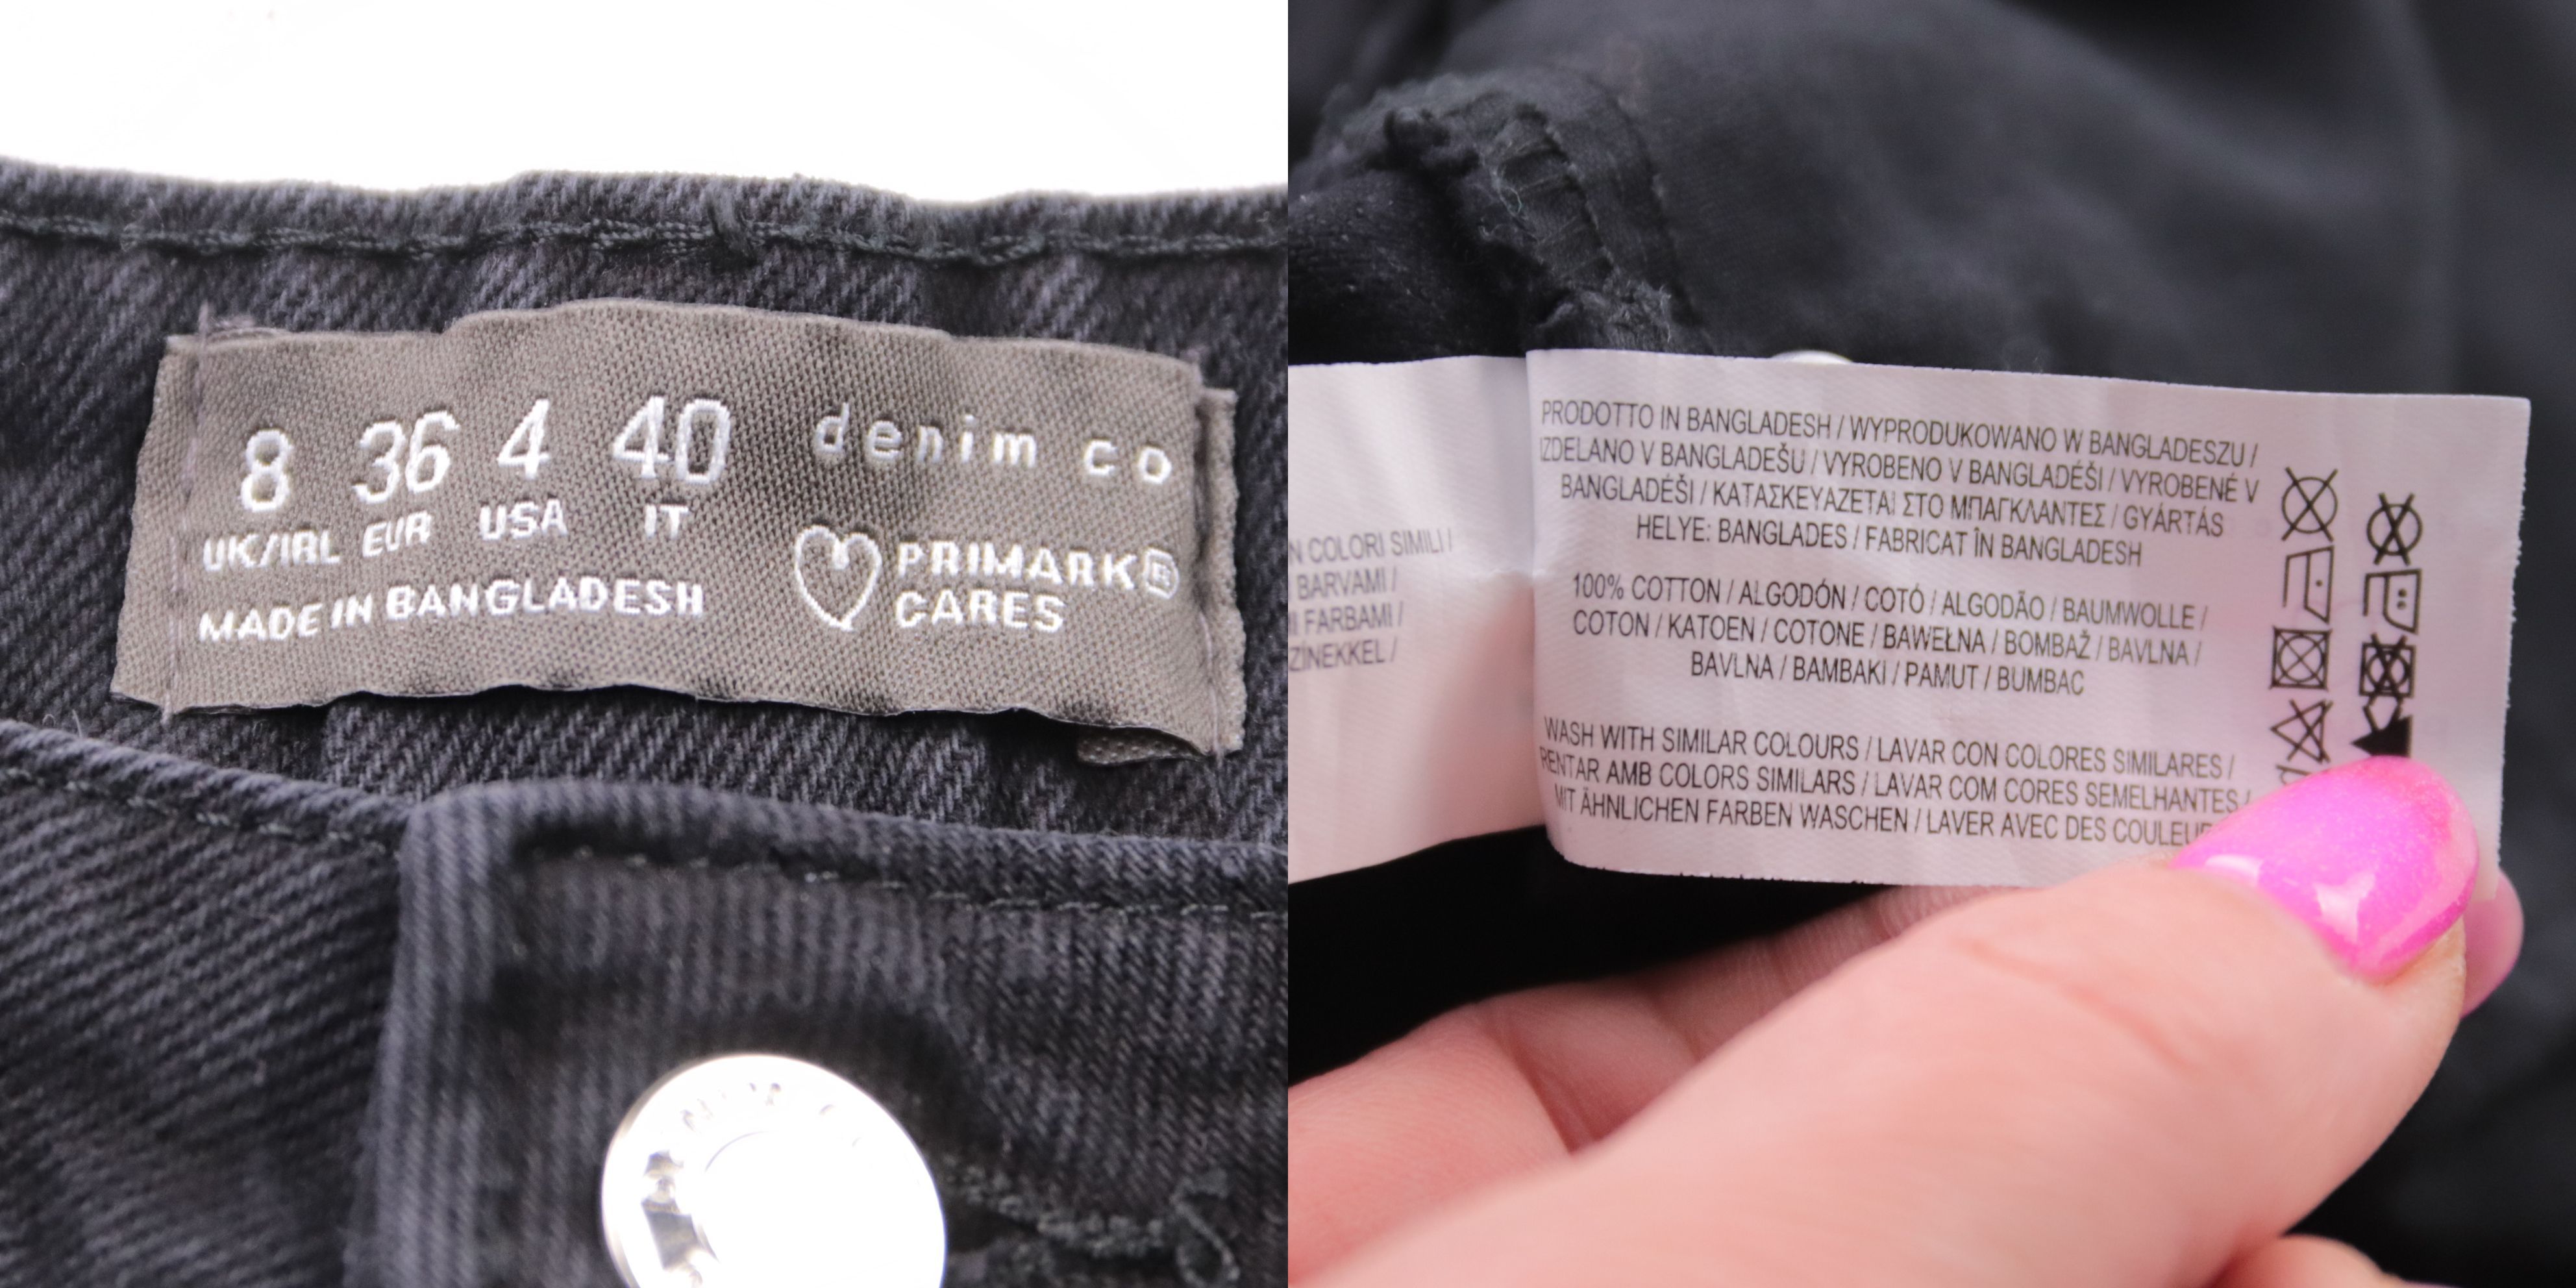 8 36 4 40
UK/IRL EUR USA IT
MADE IN BANGLADESH
denim co
PRIMARK®
CARES
N COLORI SIMILI /
BARVAMI /
FARBAMI /
PRODOTTO IN BANGLADESH / WYPRODUKOWANO W BANGLADESZU /
IZDELANO V BANGLADEŠU / VYROBENO V BANGLADÉŠI / VYROBENÉ V
BANGLADÉŠI / ΚΑΤΑΣΚΕΥΑΖΕΤΑΙ ΣΤΟ ΜΠΑΓΚΛΑΝΤΕΣ / GYÁRTÁS
HELYE: BANGLADES / FABRICAT ÎN BANGLADESH
100% COTTON / ALGODÓN / COTÓ / ALGODÃO / BAUMWOLLE /
COTON / KATOEN / COTONE / BAWEŁNA / BOMBAŽ / BAVLNA /
BAVLNA / ΒΑΜΒΑΚΙ / PAMUT / BUMBAC
WASH WITH SIMILAR COLOURS / LAVAR CON COLORES SIMILARES /
RENTAR AMB COLORS SIMILARS / LAVAR COM CORES SEMELHANTES /
MIT ÄHNLICHEN FARBEN WASCHEN / LAVER AVEC DES COULEUR